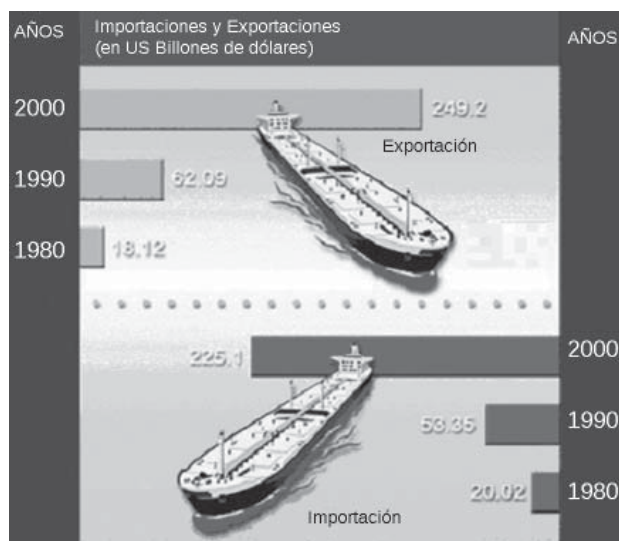 AÑOS
Importaciones y Exportaciones
(en US Billones de dólares)
AÑOS
2000
249.2
Exportación
1990
62.09
1980
18.12
225.1
2000
53.35
1990
20.02
1980
Importación